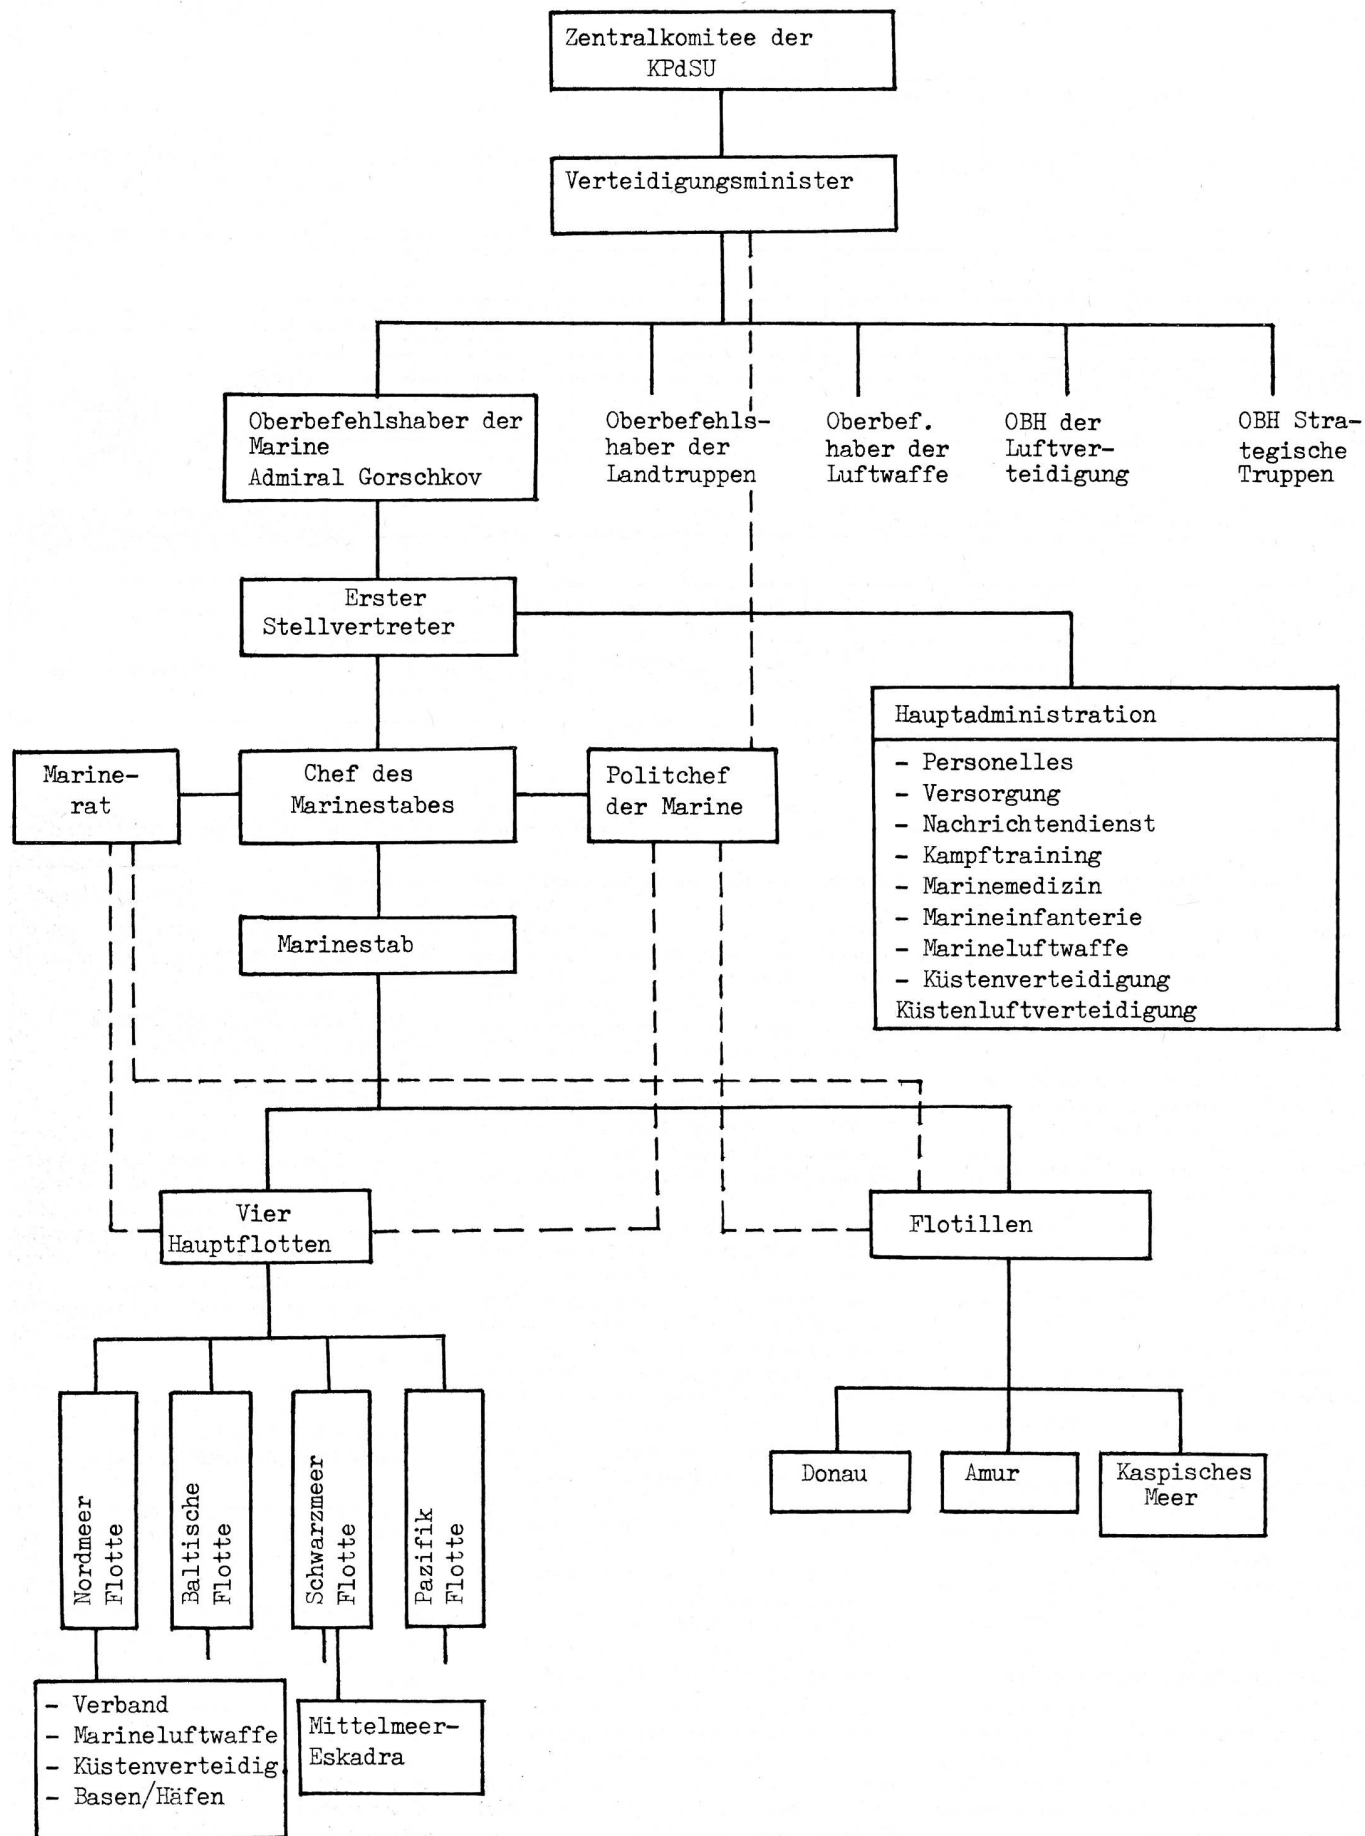 Zentralkomitee der
KPdSU
Verteidigungsminister
Oberbefehlshaber der
Marine
Admiral Gorschkov
Oberbefehls-
haber der
Landtruppen
Oberbef.
haber der
Luftwaffe
OBH der
Luftver-
teidigung
OBH Stra-
tegische
Truppen
Erster
Stellvertreter
Hauptadministration
- Personelles
- Versorgung
- Nachrichtendienst
- Kampftraining
- Marinemedizin
- Marineinfanterie
- Marineluftwaffe
- Küstenverteidigung
Küstenluftverteidigung
Marine-
rat
Chef des
Marinestabes
Politchef
der Marine
Marinestab
Vier
Hauptflotten
Flotillen
Nordmeer
Flotte
Baltische
Flotte
Schwarzmeer
Flotte
Pazifik
Flotte
Donau
Amur
Kaspisches
Meer
- Verband
- Marineluftwaffe
- Küstenverteidig.
- Basen/Häfen
Mittelmeer-
Eskadra